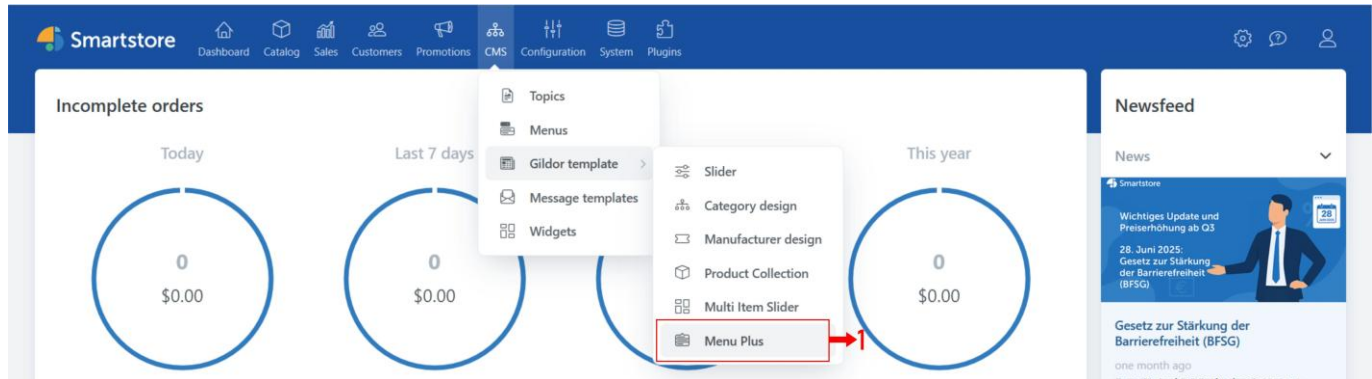 Smartstore
Dashboard Catalog Sales Customers Promotions CMS Configuration System Plugins
Incomplete orders
Today
0
$0.00
Last 7 days
0
$0.00
This year
0
$0.00
Topics
Menus
Gildor template
Message templates
Widgets
Slider
Category design
Manufacturer design
Product Collection
Multi Item Slider
Menu Plus
1
Newsfeed
News
Smartstore
Wichtiges Update und
Preiserhöhung ab Q3
28. Juni 2025:
Gesetz zur Stärkung
der Barrierefreiheit
(BFSG)
28
Gesetz zur Stärkung der
Barrierefreiheit (BFSG)
one month ago